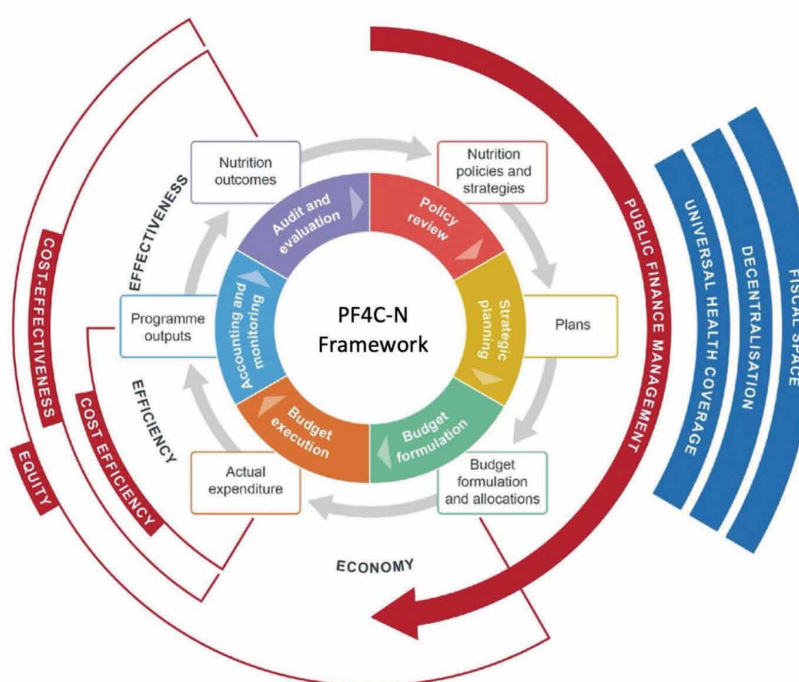 PF4C-N
Framework
Policy
review
Strategic
planning
Budget
formulation
Budget
execution
Accounting and
monitoring
Audit and
evaluation
Nutrition
policies and
strategies
Plans
Budget
formulation
and allocations
Actual
expenditure
Programme
outputs
Nutrition
outcomes
ECONOMY
EFFICIENCY
EFFECTIVENESS
COST EFFICIENCY
COST-EFFECTIVENESS
EQUITY
PUBLIC FINANCE MANAGEMENT
UNIVERSAL HEALTH COVERAGE
DECENTRALISATION
FISCAL SPACE